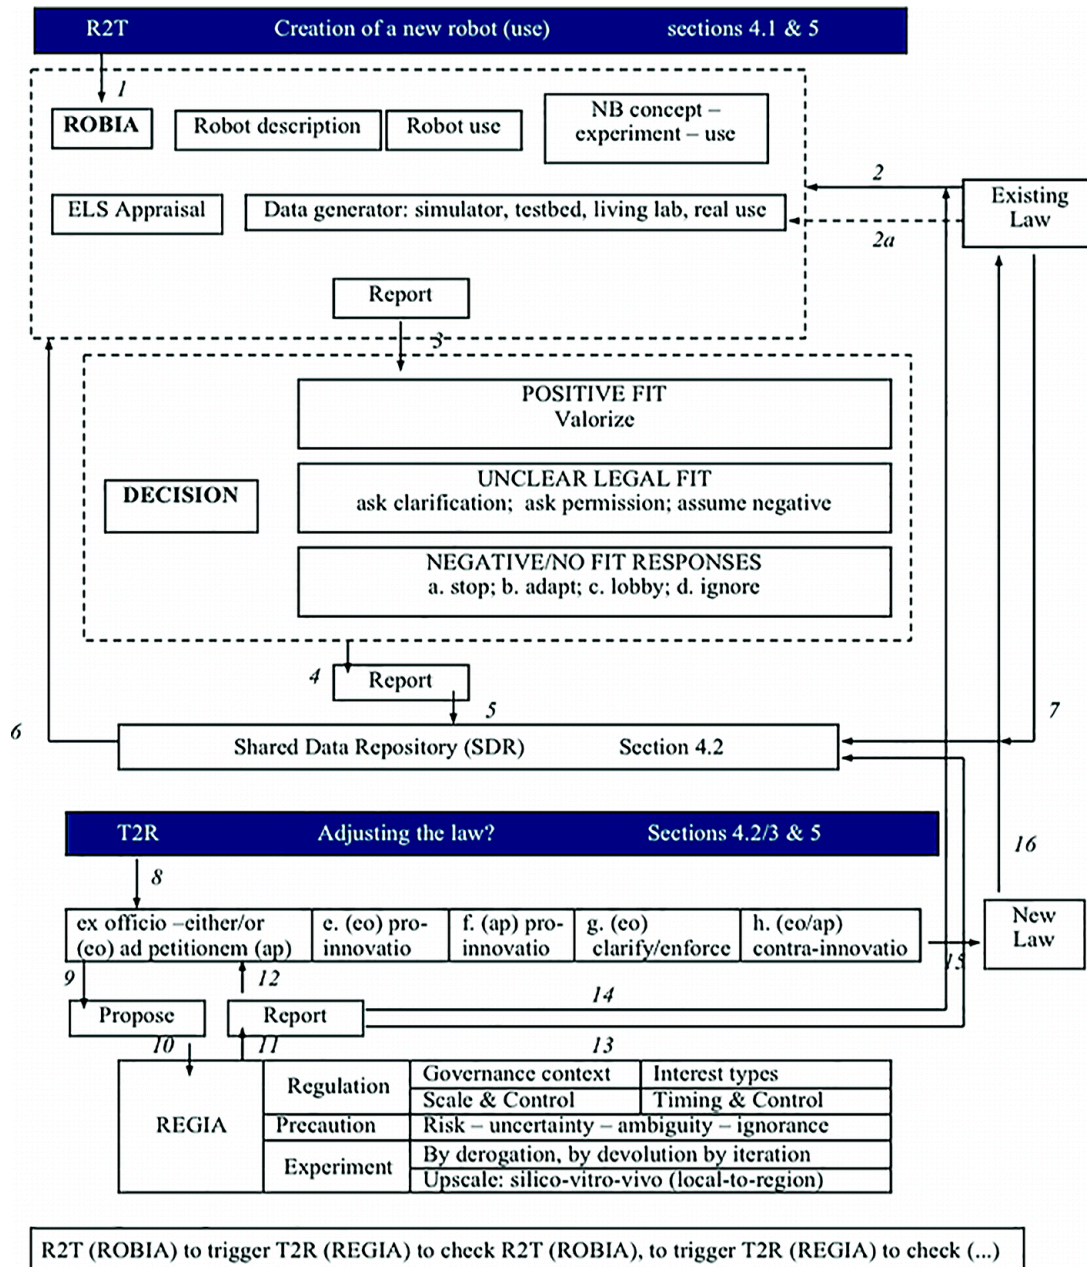 R2T Creation of a new robot (use) sections 4.1 & 5
1
ROBIA Robot description Robot use NB concept –
experiment – use
2
Existing
Law
ELS Appraisal Data generator: simulator, testbed, living lab, real use
2a
Report
3
POSITIVE FIT
Valorize
DECISION
UNCLEAR LEGAL FIT
ask clarification; ask permission; assume negative
NEGATIVE/NO FIT RESPONSES
a. stop; b. adapt; c. lobby; d. ignore
4 Report
5
6 7
Shared Data Repository (SDR) Section 4.2
T2R Adjusting the law? Sections 4.2/3 & 5
16
8
ex officio –either/or
(eo) ad petitionem (ap)
e. (eo) pro-
innovatio
f. (ap) pro-
innovatio
g. (eo)
clarify/enforce
h. (eo/ap)
contra-innovatio
New
Law
15
9 12
14
Propose Report
10 11 13
REGIA
Regulation
Governance context Interest types
Scale & Control Timing & Control
Precaution Risk – uncertainty – ambiguity – ignorance
Experiment
By derogation, by devolution by iteration
Upscale: silico-vitro-vivo (local-to-region)
R2T (ROBIA) to trigger T2R (REGIA) to check R2T (ROBIA), to trigger T2R (REGIA) to check (...)